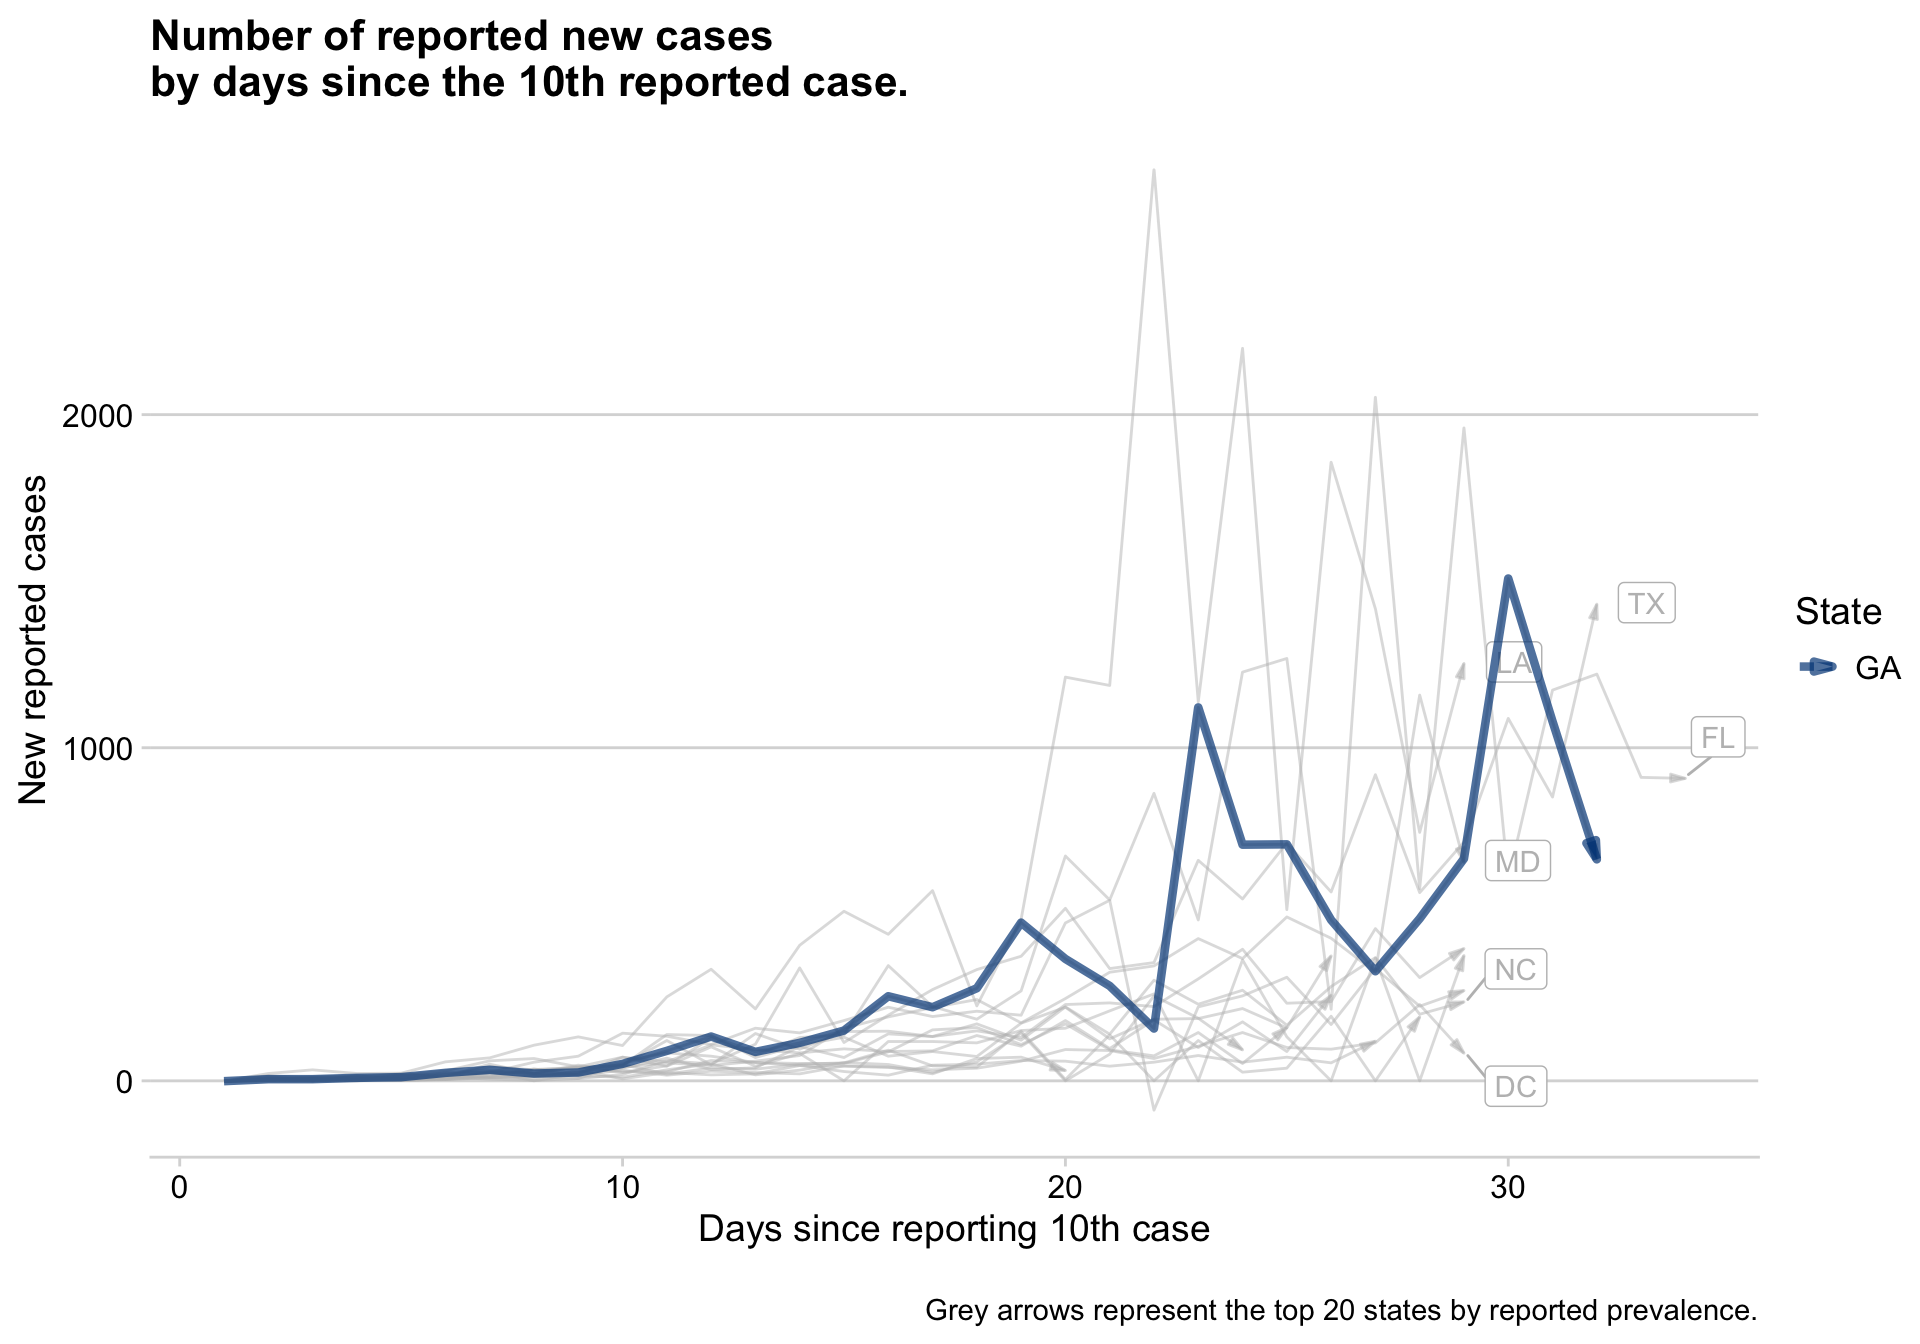 Number of reported new cases
by days since the 10th reported case.
New reported cases
2000
1000
0
TX
LA
FL
MD
NC
DC
State
GA
0
10
20
30
Days since reporting 10th case
Grey arrows represent the top 20 states by reported prevalence.